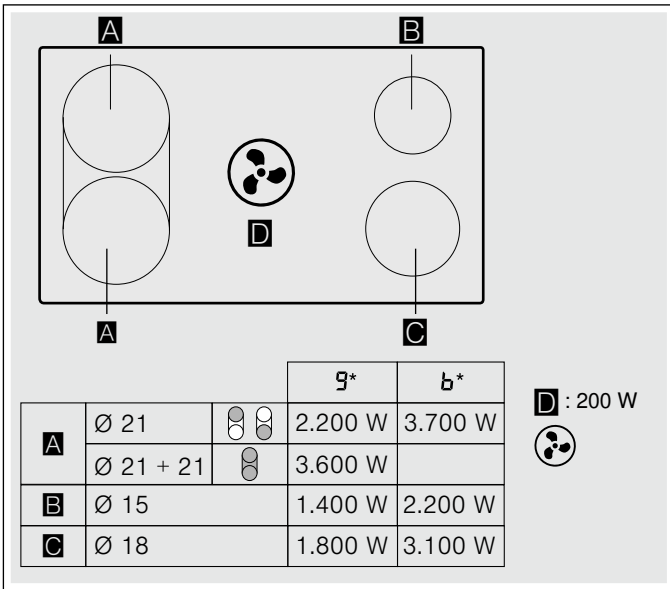 A B
D
A C
9* b*
A Ø 21 2.200 W 3.700 W
Ø 21 + 21 3.600 W
B Ø 15 1.400 W 2.200 W
C Ø 18 1.800 W 3.100 W
D : 200 W